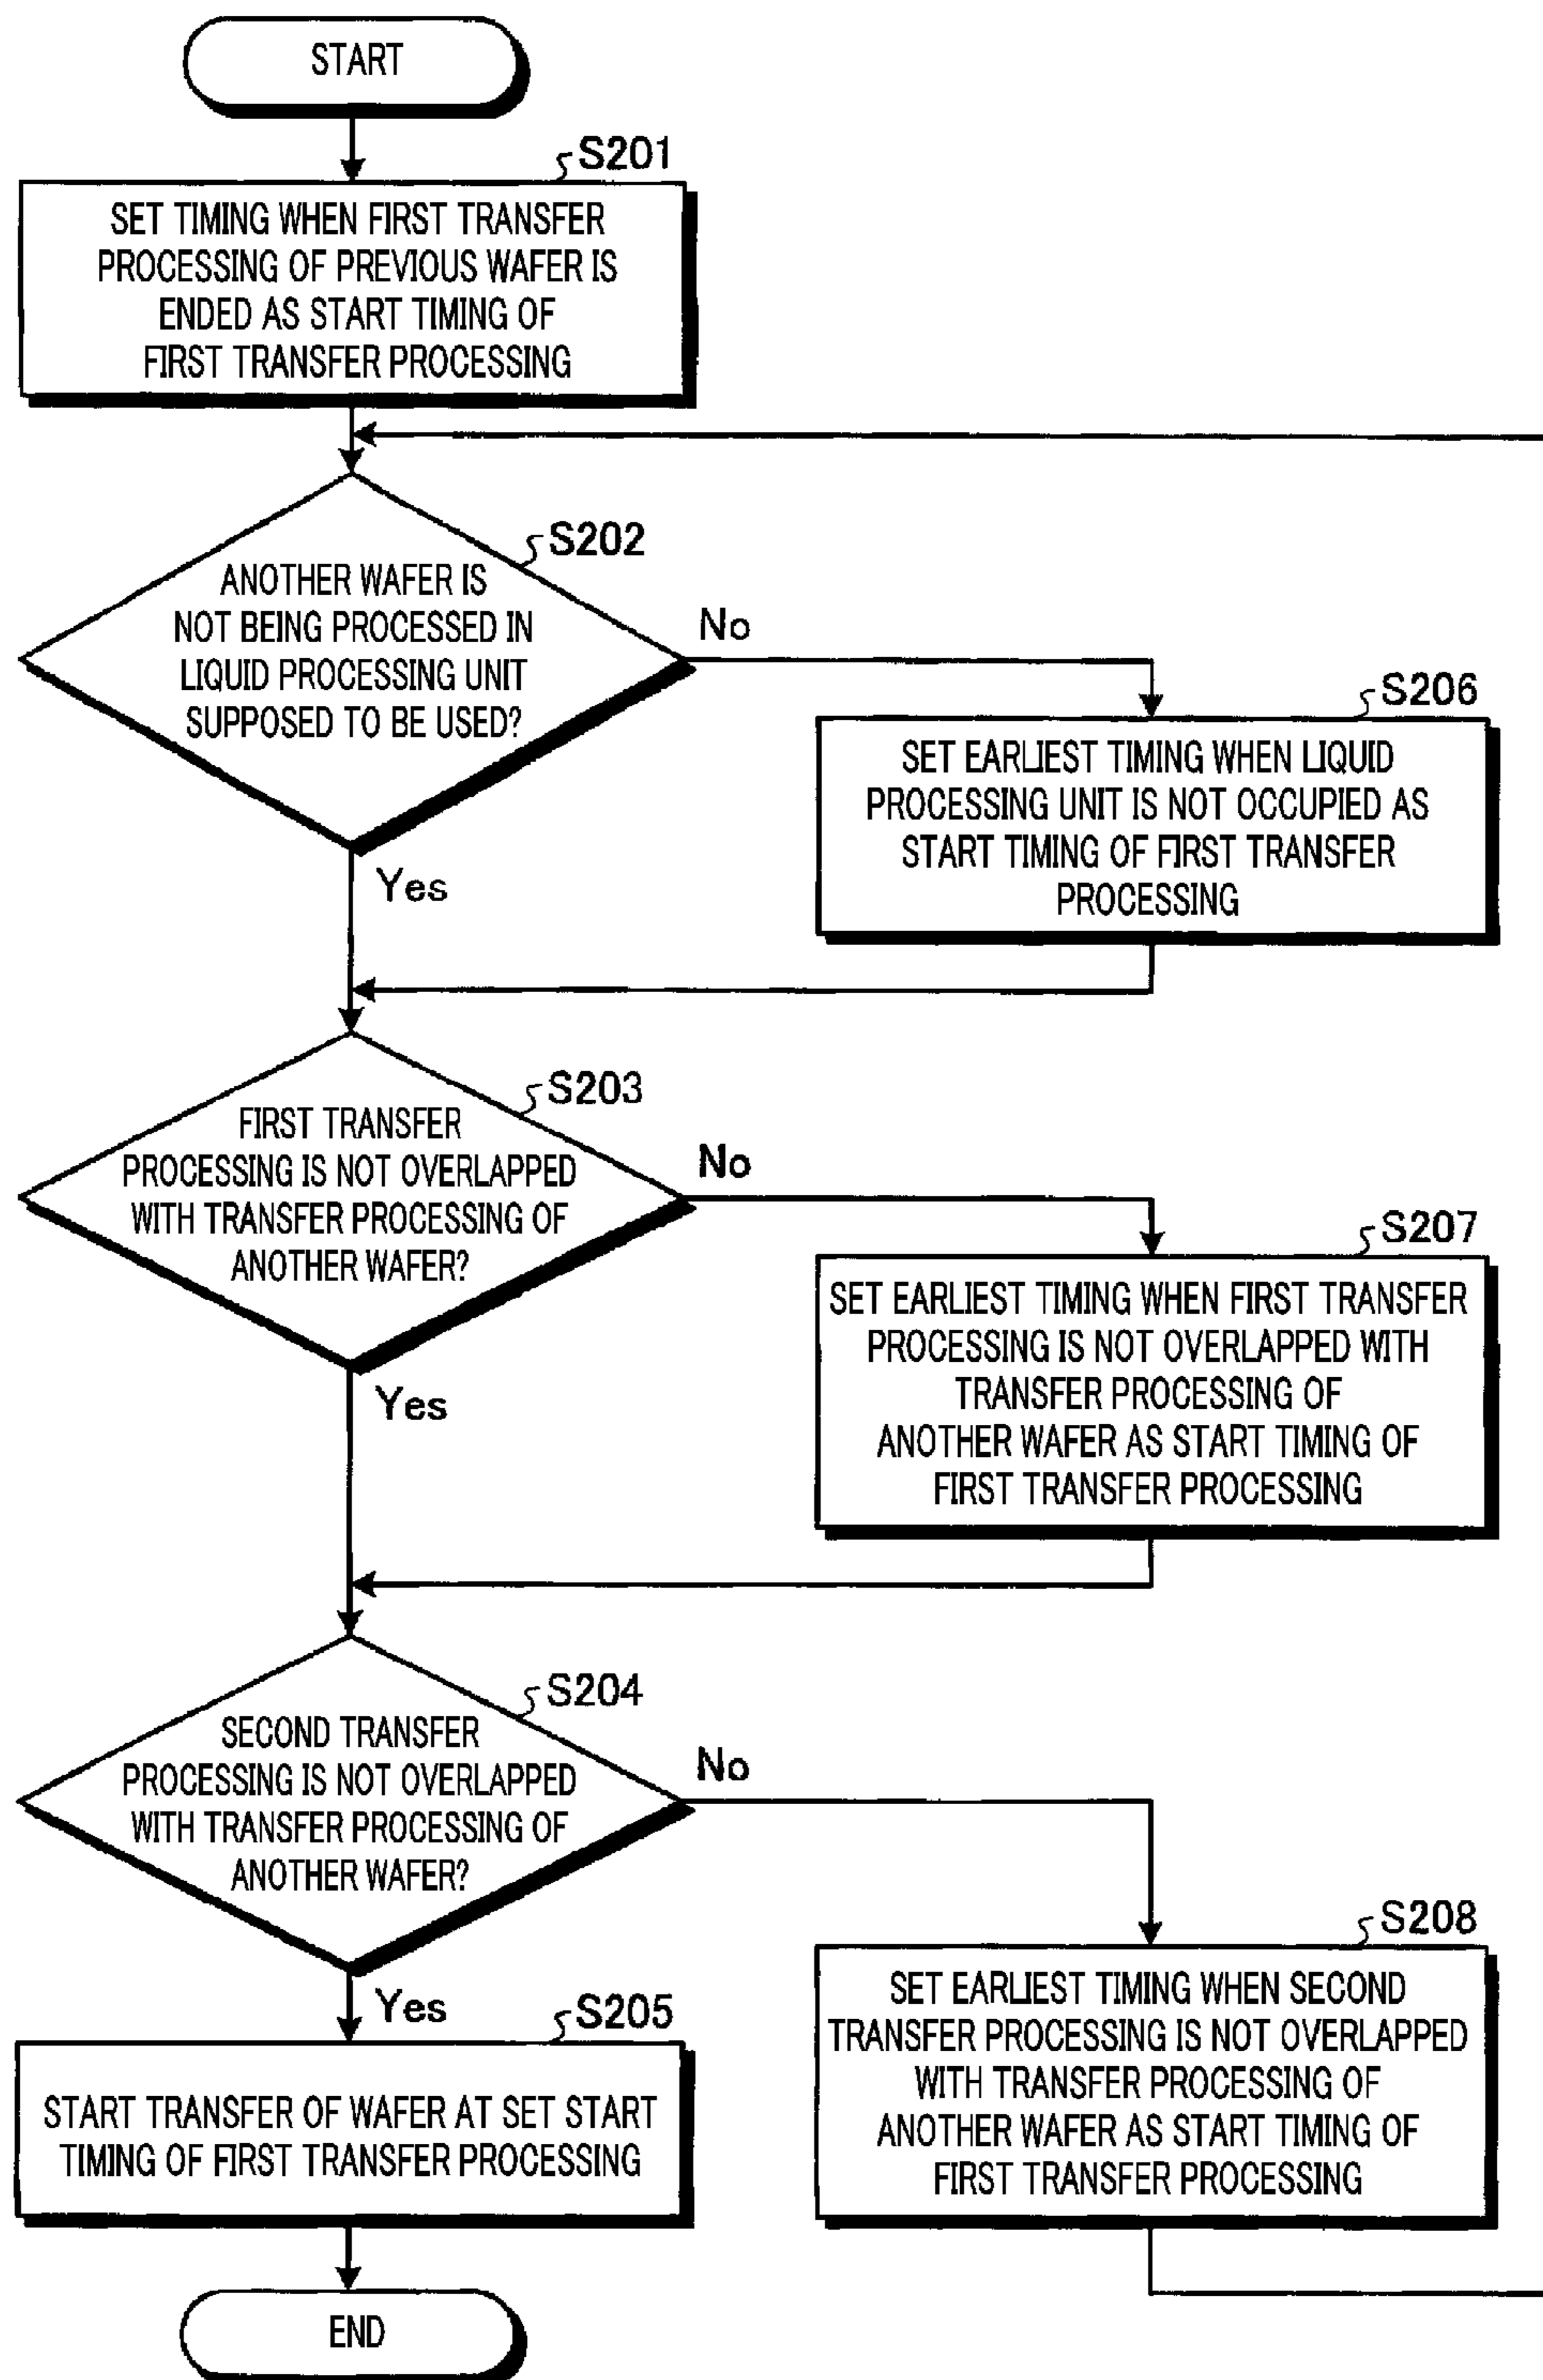 START
S201
SET TIMING WHEN FIRST TRANSFER
PROCESSING OF PREVIOUS WAFER IS
ENDED AS START TIMING OF
FIRST TRANSFER PROCESSING
S202
ANOTHER WAFER IS
NOT BEING PROCESSED IN
LIQUID PROCESSING UNIT
SUPPOSED TO BE USED?
No
Yes
S206
SET EARLIEST TIMING WHEN LIQUID
PROCESSING UNIT IS NOT OCCUPIED AS
START TIMING OF FIRST TRANSFER
PROCESSING
S203
FIRST TRANSFER
PROCESSING IS NOT OVERLAPPED
WITH TRANSFER PROCESSING OF
ANOTHER WAFER?
No
Yes
S207
SET EARLIEST TIMING WHEN FIRST TRANSFER
PROCESSING IS NOT OVERLAPPED WITH
TRANSFER PROCESSING OF
ANOTHER WAFER AS START TIMING OF
FIRST TRANSFER PROCESSING
S204
SECOND TRANSFER
PROCESSING IS NOT OVERLAPPED
WITH TRANSFER PROCESSING OF
ANOTHER WAFER?
No
Yes
S208
SET EARLIEST TIMING WHEN SECOND
TRANSFER PROCESSING IS NOT OVERLAPPED
WITH TRANSFER PROCESSING OF
ANOTHER WAFER AS START TIMING OF
FIRST TRANSFER PROCESSING
S205
START TRANSFER OF WAFER AT SET START
TIMING OF FIRST TRANSFER PROCESSING
END